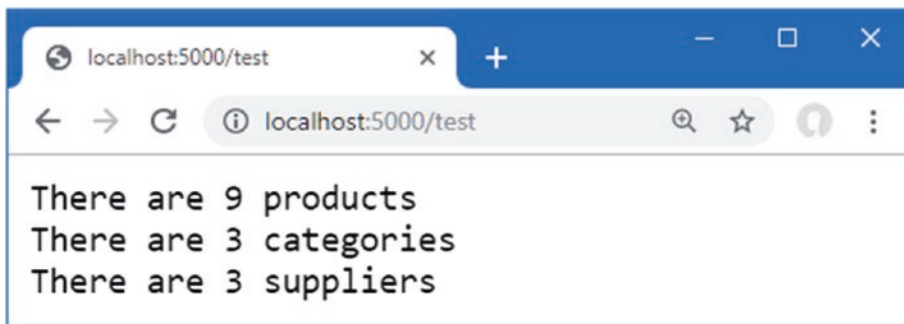 localhost:5000/test
localhost:5000/test
There are 9 products
There are 3 categories
There are 3 suppliers